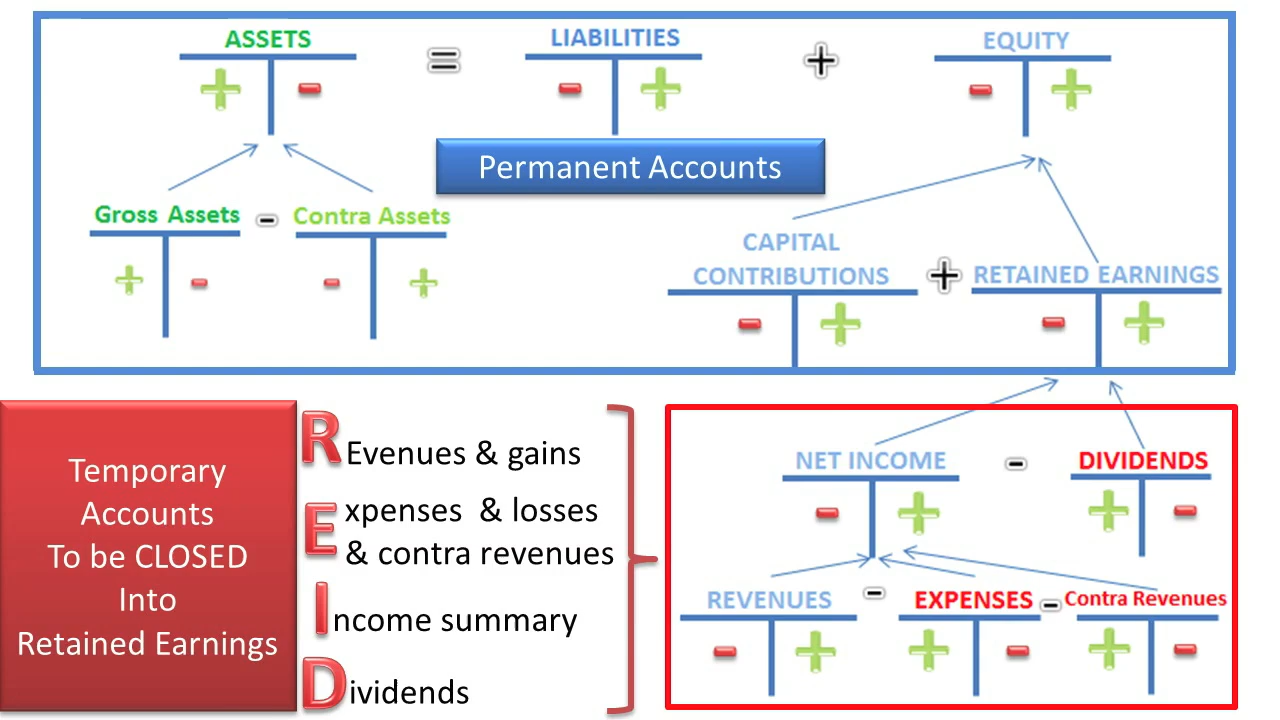 ASSETS = LIABILITIES + EQUITY
+ - - + - +
Permanent Accounts
Gross Assets - Contra Assets
+ - - +
CAPITAL
CONTRIBUTIONS + RETAINED EARNINGS
- + - +
Temporary
Accounts
To be CLOSED
Into
Retained Earnings
REvenues & gains
Expenses & losses
& contra revenues
Income summary
Dividends
NET INCOME - DIVIDENDS
- + + -
REVENUES - EXPENSES - Contra Revenues
- + + - + -